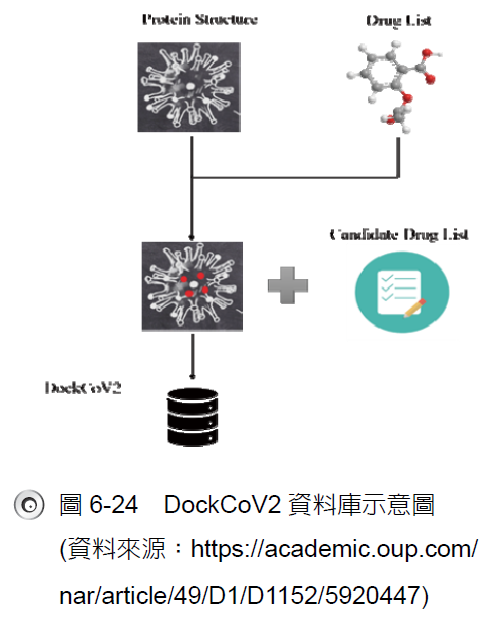 Protein Structure
Drug List
Candidate Drug List
DockCoV2
圖 6-24 DockCoV2 資料庫示意圖
(資料來源：https://academic.oup.com/
nar/article/49/D1/D1152/5920447)